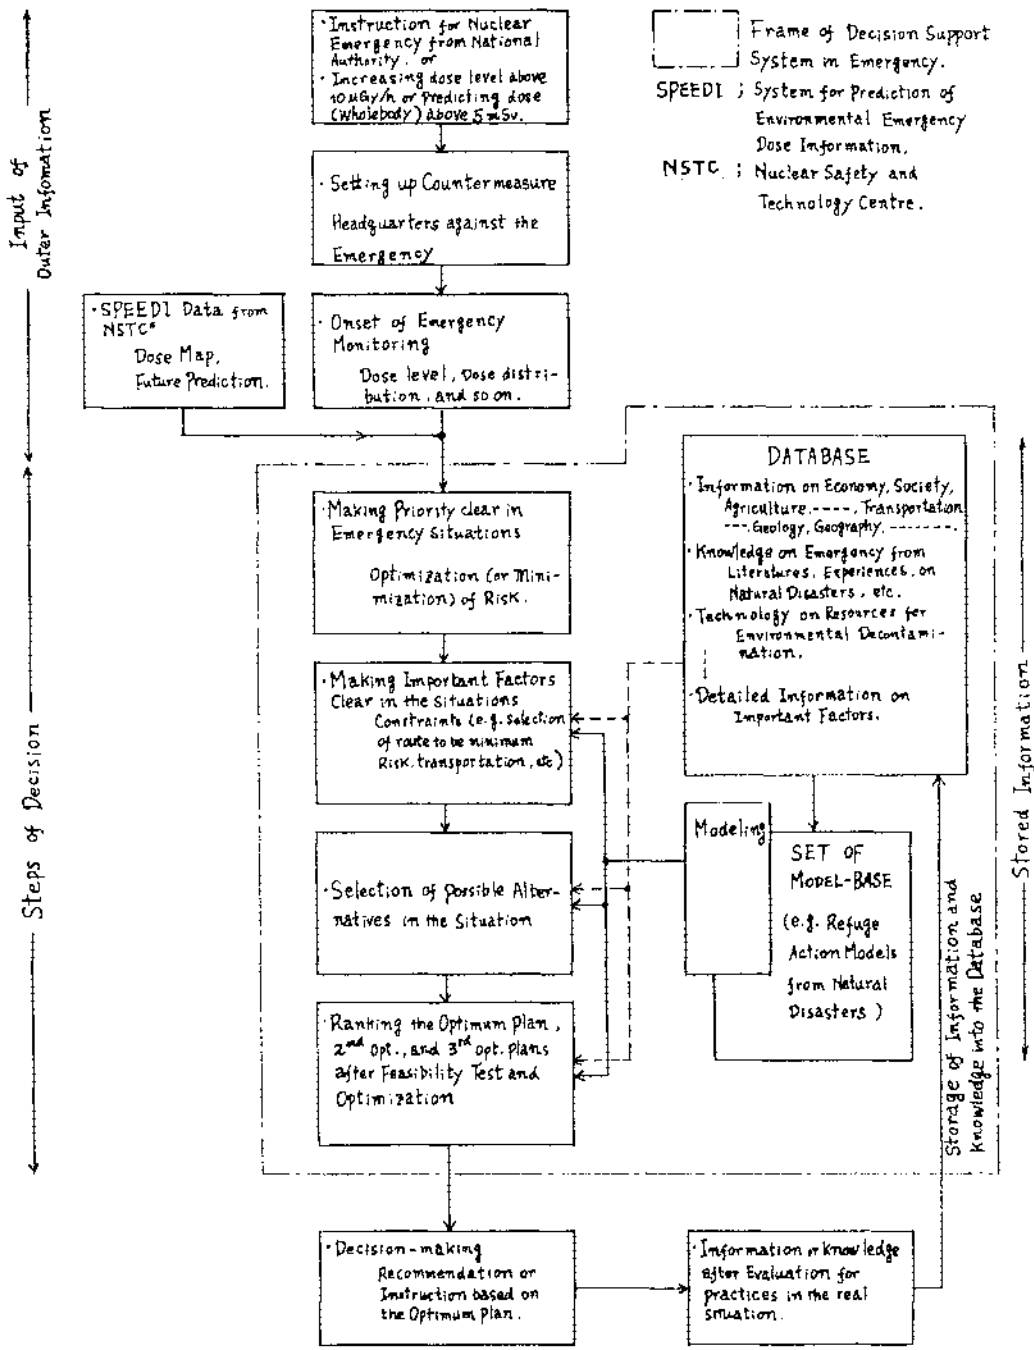 · Instruction for Nuclear
Emergency from National
Authority, or
· Increasing dose level above
10 μGy/h or Predicting dose
(Wholebody) Above 5 mSv.
Frame of Decision Support
System in Emergency.
SPEEDI ; System for Prediction of
Environmental Emergency
Dose Information.
NSTC ; Nuclear Safety and
Technology Centre.
· Setting up Countermeasure
Headquarters against the
Emergency
Input of
Outer Infomation
· SPEEDI Data from
NSTC*
Dose Map,
Future Prediction.
· Onset of Emergency
Monitoring
Dose level, Dose distri-
bution, and so on.
Steps of Decision
· Making Priority clear in
Emergency Situations
Optimization (or Mini-
mization) of Risk.
· Making Important Factors
Clear in the Situations
Constraints (e.g. selection
of route to be minimum
Risk, transportation, etc)
· Selection of Possible Alter-
natives in the Situation
· Ranking the Optimum Plan,
2nd Opt., and 3rd opt. plans
after Feasibility Test and
Optimization
DATABASE
· Information on Economy, Society,
Agriculture, ----, Transportation
---, Geology, Geography, -------.
· Knowledge on Emergency from
Literatures, Experiences, on
Natural Disasters, etc.
· Technology on Resources for
Environmental Decontami-
nation.
· Detailed Information on
Important Factors.
Modeling
SET OF
MODEL-BASE
(e.g. Refuge
Action Models
from Natural
Disasters)
Storage of Information and
Knowledge into the Database
Stored Information
· Decision-making
Recommendation or
Instruction based on
the Optimum Plan.
· Information or knowledge
after Evaluation for
practices in the real
situation.